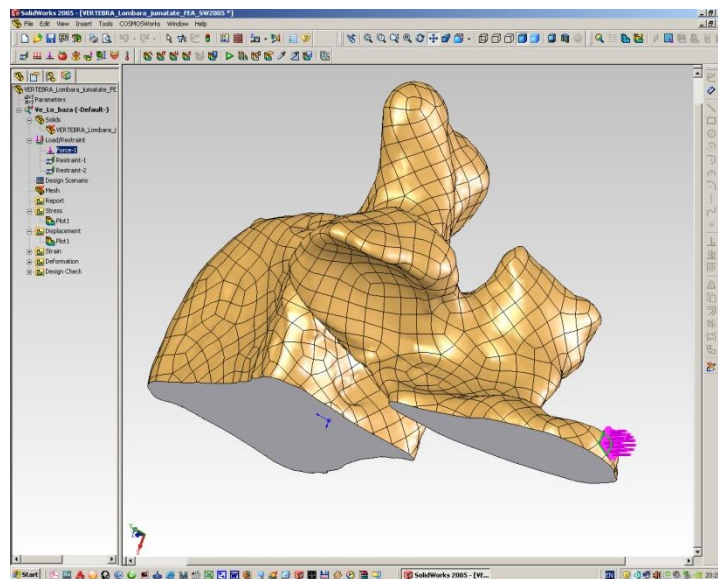 SolidWorks 2005 - [VERTEBRA_Lombara_jumatate_FEA_SW2005 *]
File Edit View Insert Tools COSMOSWorks Window Help
VERTEBRA_Lombara_jumatate_FE
Parameters
Ve_Lo_baza (-Default-)
Solids
VERTEBRA_Lombara_j
Load/Restraint
Force-1
Restraint-1
Restraint-2
Design Scenario
Mesh
Report
Stress
Plot1
Displacement
Plot1
Strain
Deformation
Design Check
Start
SolidWorks 2005 - [VE...
EN